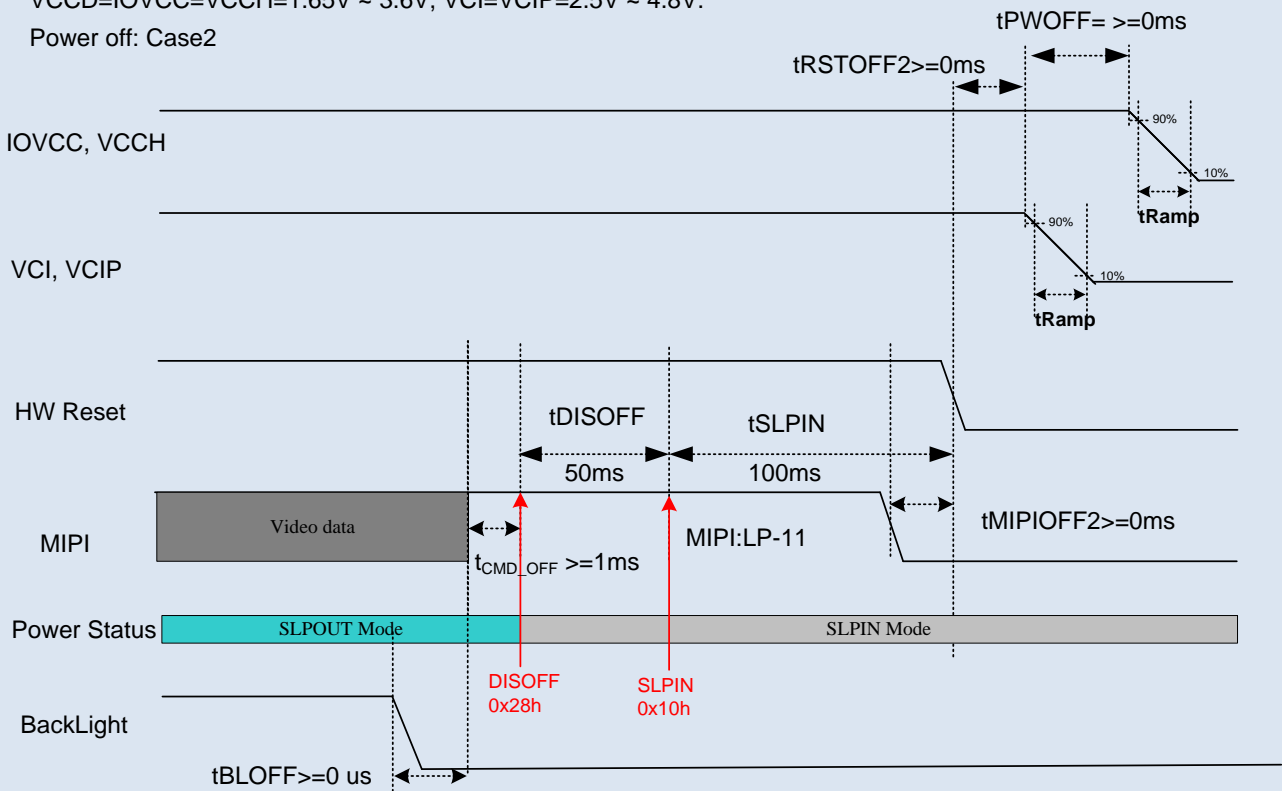 VCCD=IOVCC=VCCH=1.65V ~ 3.6V, VCI=VCIP=2.5V ~ 4.8V.
Power off: Case2
tPWOFF= >=0ms
tRSTOFF2>=0ms
IOVCC, VCCH
90%
10%
tRamp
VCI, VCIP
90%
10%
tRamp
HW Reset
tDISOFF
tSLPIN
50ms
100ms
MIPI
Video data
tCMD_OFF >=1ms
MIPI:LP-11
tMIPIOFF2>=0ms
Power Status
SLPOUT Mode
SLPIN Mode
DISOFF
0x28h
SLPIN
0x10h
BackLight
tBLOFF>=0 us